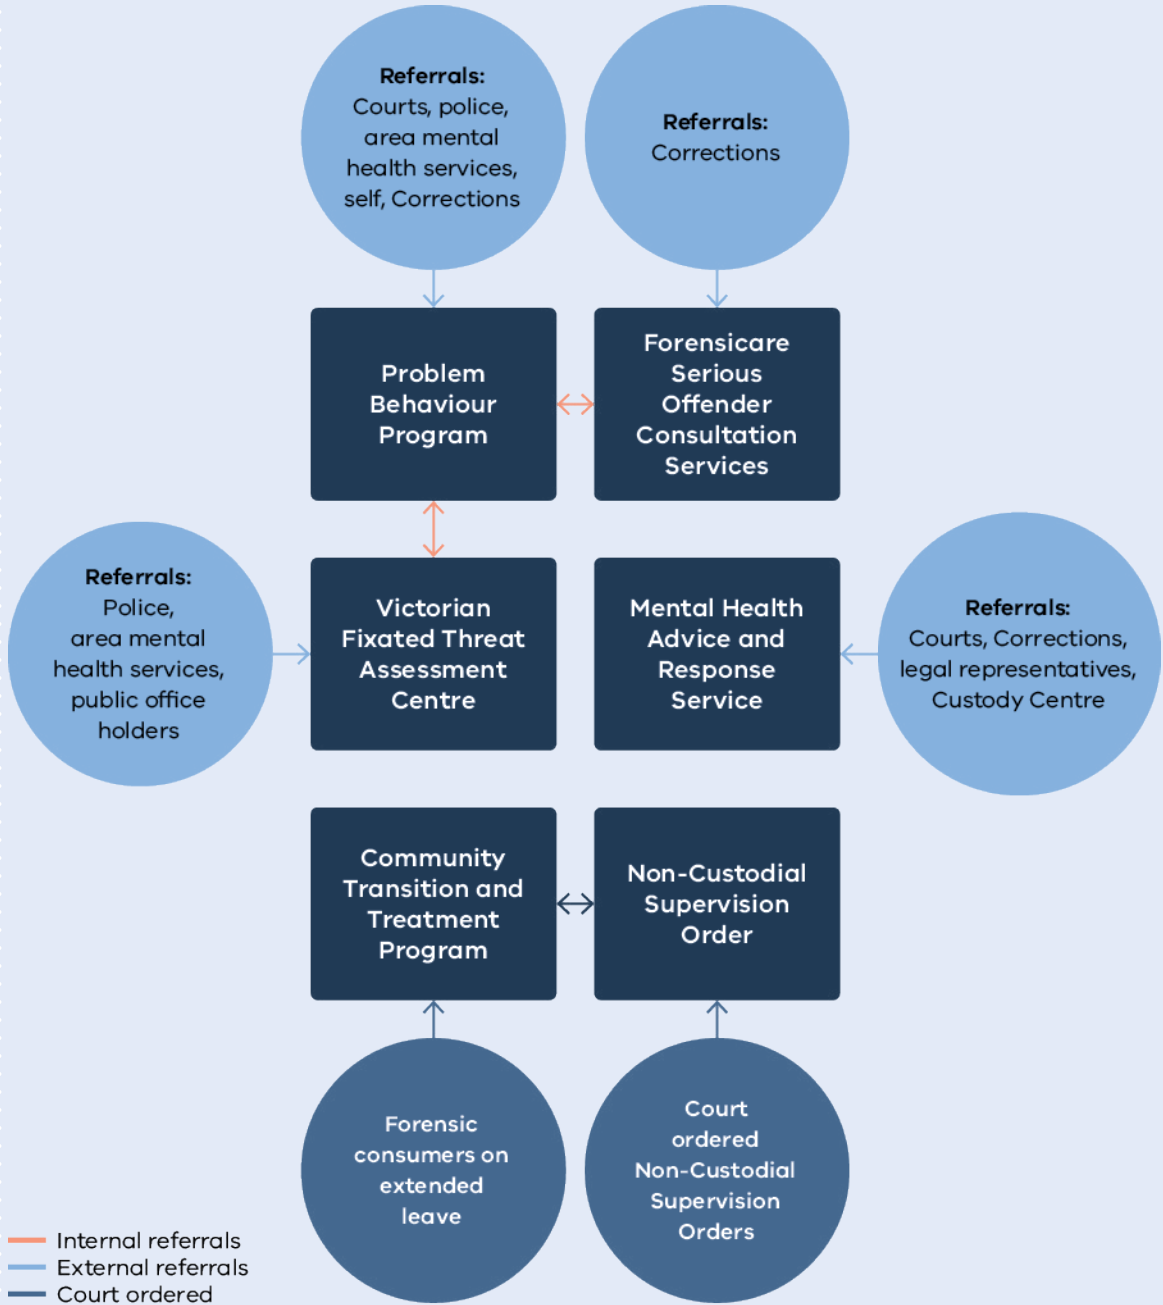 Referrals:
Courts, police,
area mental
health services,
self, Corrections
Referrals:
Corrections
Problem
Behaviour
Program
Forensicare
Serious
Offender
Consultation
Services
Referrals:
Police,
area mental
health services,
public office
holders
Victorian
Fixated Threat
Assessment
Centre
Mental Health
Advice and
Response
Service
Referrals:
Courts, Corrections,
legal representatives,
Custody Centre
Community
Transition and
Treatment
Program
Non-Custodial
Supervision
Order
Forensic
consumers on
extended
leave
Court
ordered
Non-Custodial
Supervision
Orders
Internal referrals
External referrals
Court ordered